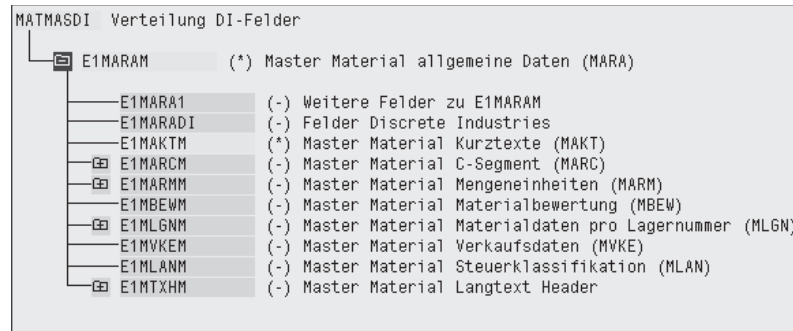 MATMASDI Verteilung DI-Felder
E1MARAM (*) Master Material allgemeine Daten (MARA)
E1MARA1 (-) Weitere Felder zu E1MARAM
E1MARADI (-) Felder Discrete Industries
E1MAKTM (*) Master Material Kurztexte (MAKT)
E1MARCM (-) Master Material C-Segment (MARC)
E1MARMM (-) Master Material Mengeneinheiten (MARM)
E1MBEWM (-) Master Material Materialbewertung (MBEW)
E1MLGNM (-) Master Material Materialdaten pro Lagernummer (MLGN)
E1MVKEM (-) Master Material Verkaufsdaten (MVKE)
E1MLANM (-) Master Material Steuerklassifikation (MLAN)
E1MTXHM (-) Master Material Langtext Header